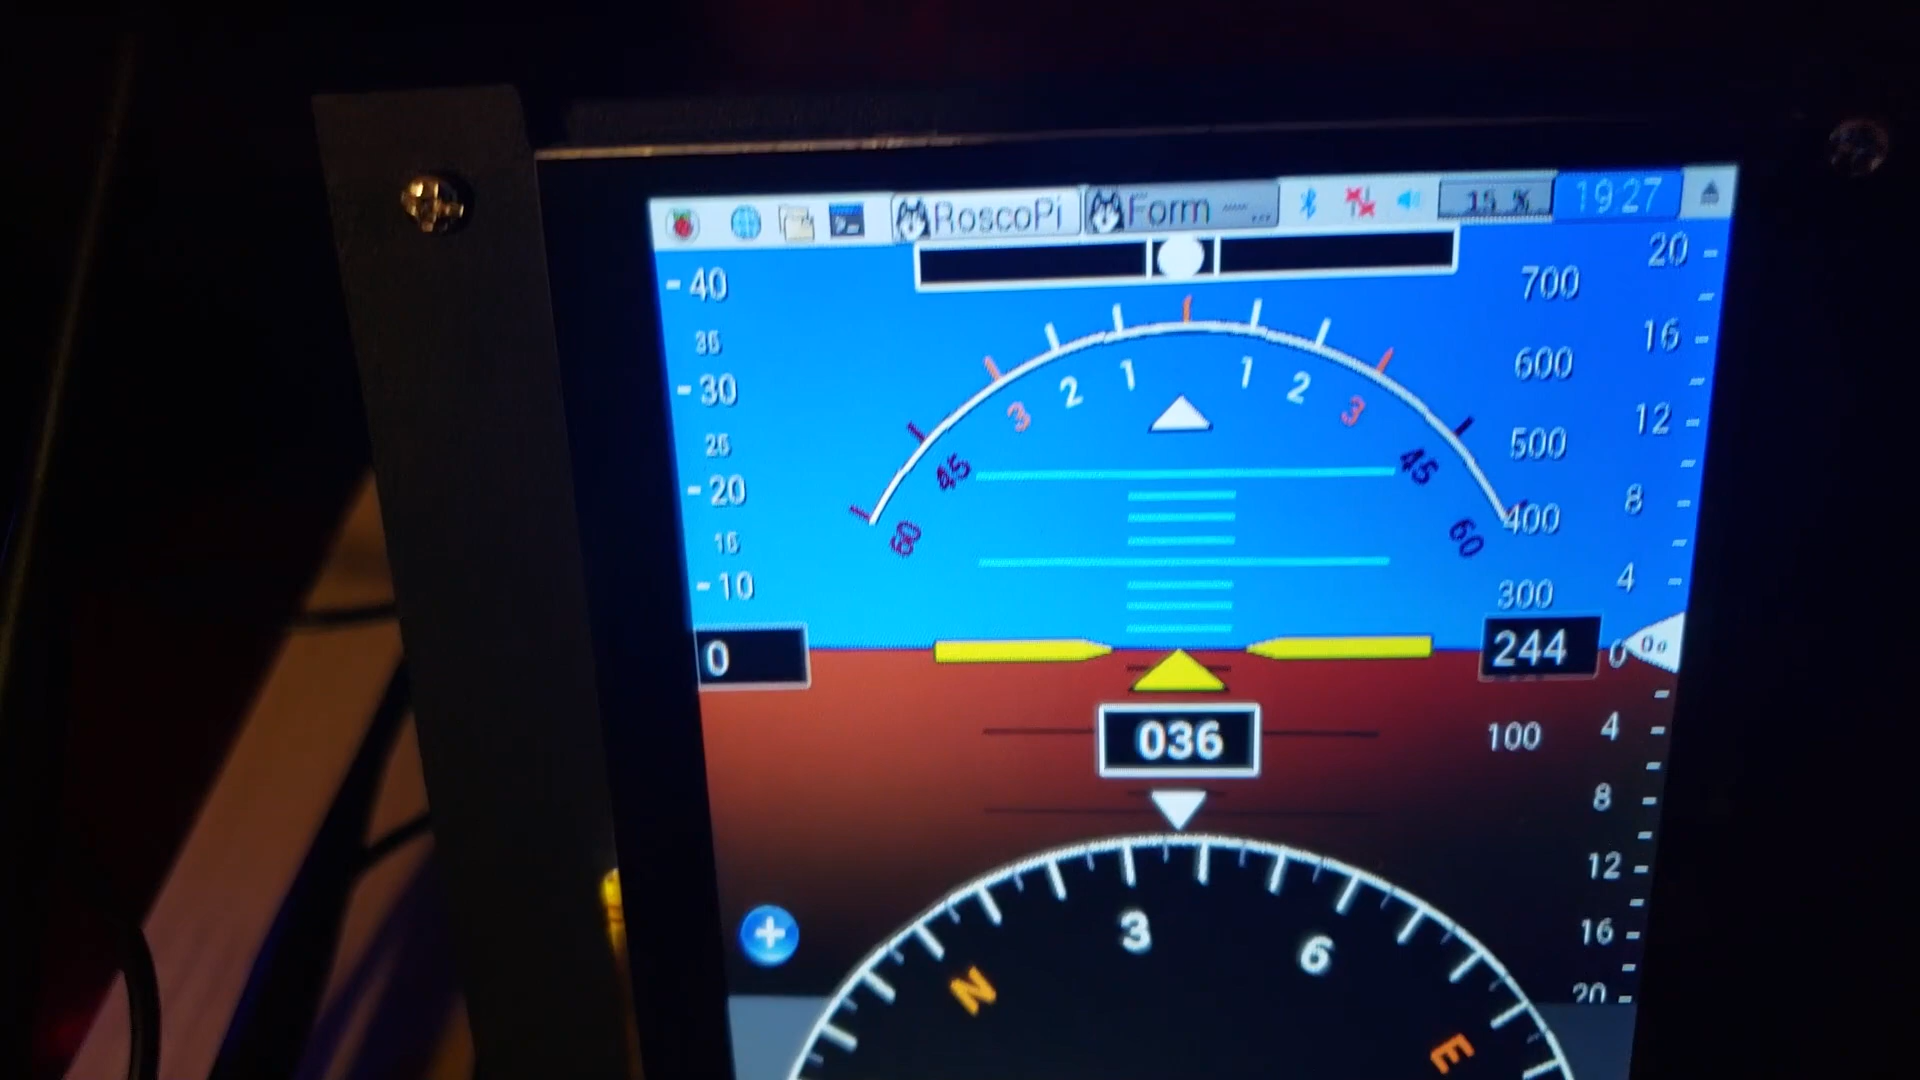 RoscoPi Form ---... 15 % 19 27
40 700 20
35 16
30 3 2 1 1 2 3 600
25 12
20 45 45 500
15 60 60 400 8
10 300 4
0 244 0
036 100 4
8
3 6 12
N 16
20
E